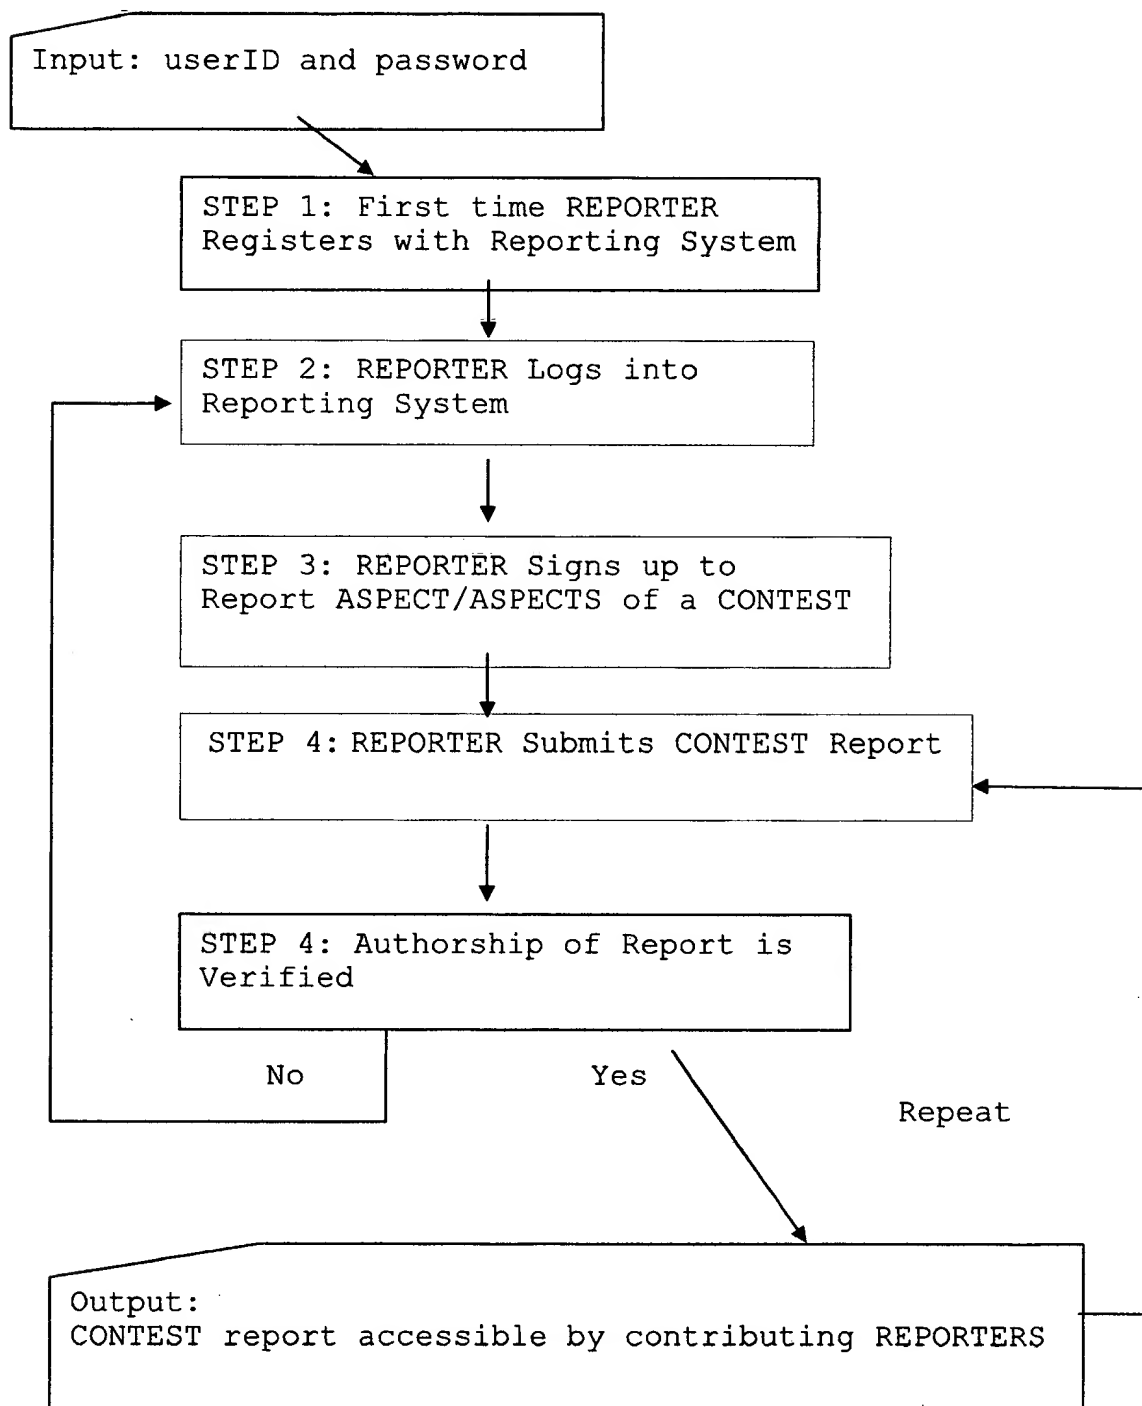 Input: userID and password
STEP 1: First time REPORTER
Registers with Reporting System
STEP 2: REPORTER Logs into
Reporting System
STEP 3: REPORTER Signs up to
Report ASPECT/ASPECTS of a CONTEST
STEP 4: REPORTER Submits CONTEST Report
STEP 4: Authorship of Report is
Verified
No
Yes
Repeat
Output:
CONTEST report accessible by contributing REPORTERS